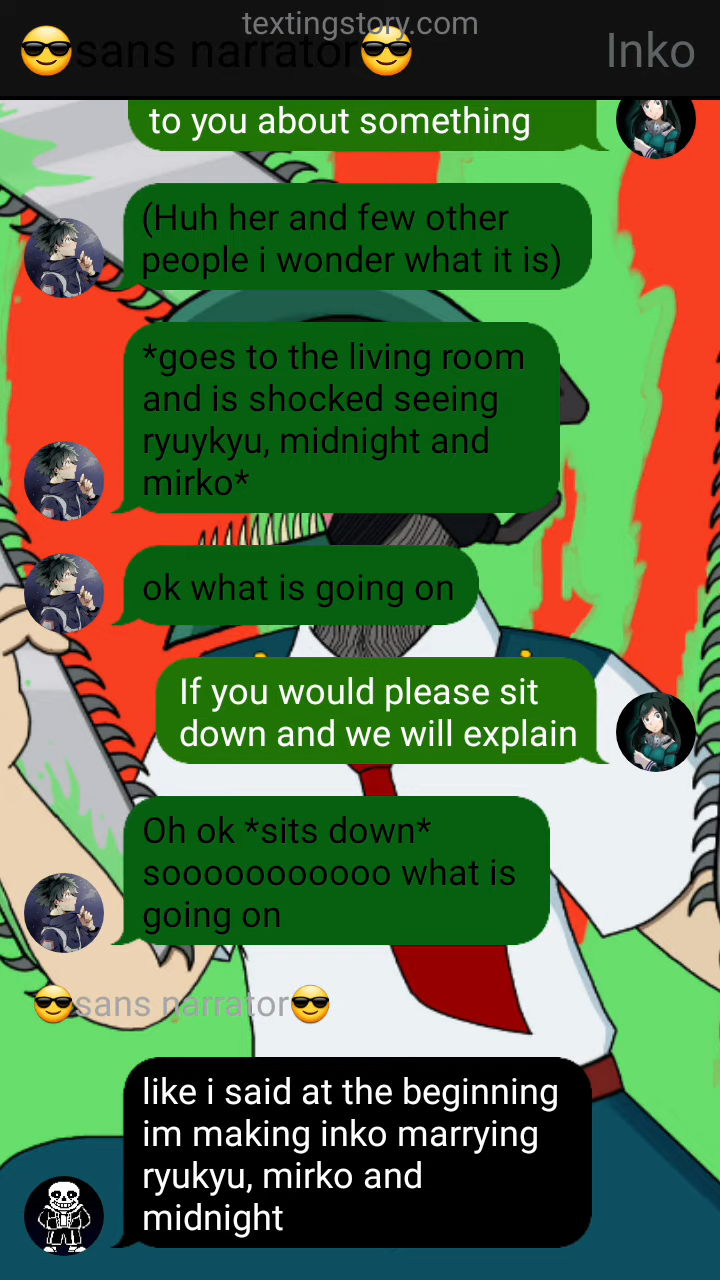 textingstory.com
😎sans narrator😎 Inko
to you about something
(Huh her and few other
people i wonder what it is)
*goes to the living room
and is shocked seeing
ryuykyu, midnight and
mirko*
ok what is going on
If you would please sit
down and we will explain
Oh ok *sits down*
sooooooooooo what is
going on
😎sans narrator😎
like i said at the beginning
im making inko marrying
ryukyu, mirko and
midnight